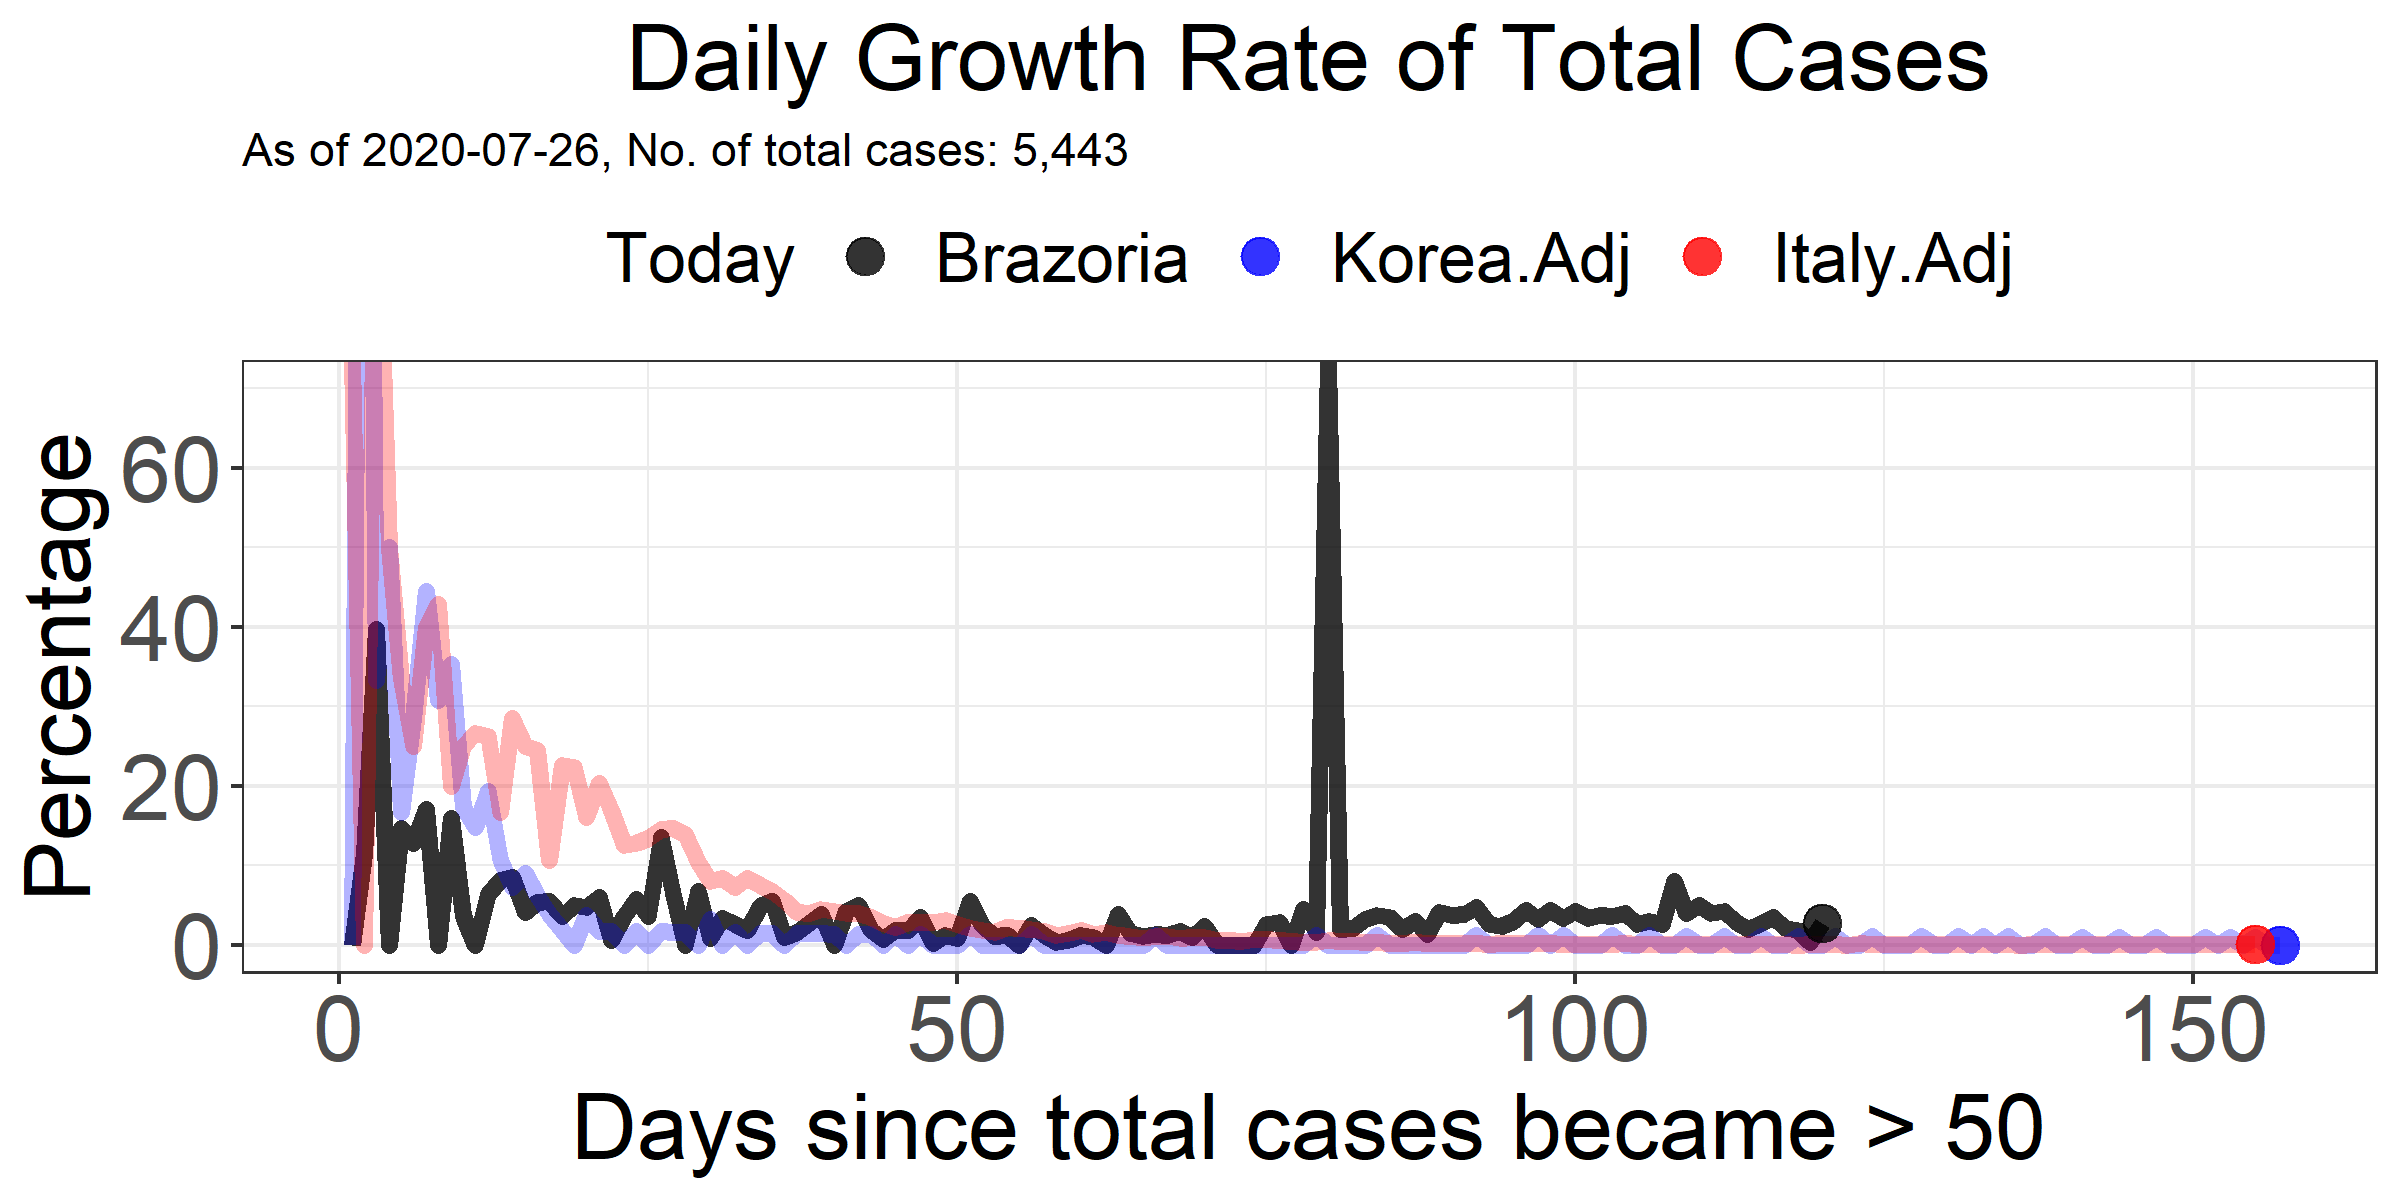 Daily Growth Rate of Total Cases
As of 2020-07-26, No. of total cases: 5,443
Today Brazoria Korea.Adj Italy.Adj
Percentage
60
40
20
0
0 50 100 150
Days since total cases became > 50